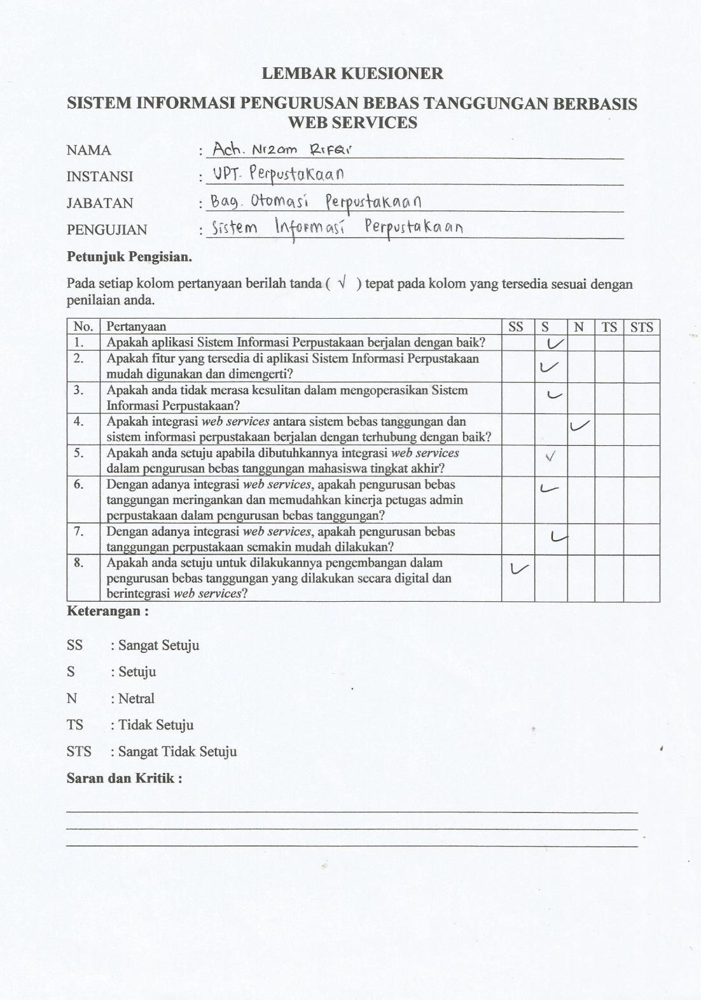 LEMBAR KUESIONER
SISTEM INFORMASI PENGURUSAN BEBAS TANGGUNGAN BERBASIS
WEB SERVICES
NAMA : Ach. Nizam Rifqi
INSTANSI : UPT. Perpustakaan
JABATAN : Bag. Otomasi Perpustakaan
PENGUJIAN : Sistem Informasi Perpustakaan
Petunjuk Pengisian.
Pada setiap kolom pertanyaan berilah tanda ( √ ) tepat pada kolom yang tersedia sesuai dengan
penilaian anda.
No. Pertanyaan SS S N TS STS
1. Apakah aplikasi Sistem Informasi Perpustakaan berjalan dengan baik? ✓
2. Apakah fitur yang tersedia di aplikasi Sistem Informasi Perpustakaan
mudah digunakan dan dimengerti? ✓
3. Apakah anda tidak merasa kesulitan dalam mengoperasikan Sistem
Informasi Perpustakaan? ✓
4. Apakah integrasi web services antara sistem bebas tanggungan dan
sistem informasi perpustakaan berjalan dengan terhubung dengan baik? ✓
5. Apakah anda setuju apabila dibutuhkannya integrasi web services
dalam pengurusan bebas tanggungan mahasiswa tingkat akhir? ✓
6. Dengan adanya integrasi web services, apakah pengurusan bebas
tanggungan meringankan dan memudahkan kinerja petugas admin
perpustakaan dalam pengurusan bebas tanggungan? ✓
7. Dengan adanya integrasi web services, apakah pengurusan bebas
tanggungan perpustakaan semakin mudah dilakukan? ✓
8. Apakah anda setuju untuk dilakukannya pengembangan dalam
pengurusan bebas tanggungan yang dilakukan secara digital dan
berintegrasi web services? ✓
Keterangan :
SS : Sangat Setuju
S : Setuju
N : Netral
TS : Tidak Setuju
STS : Sangat Tidak Setuju
Saran dan Kritik :